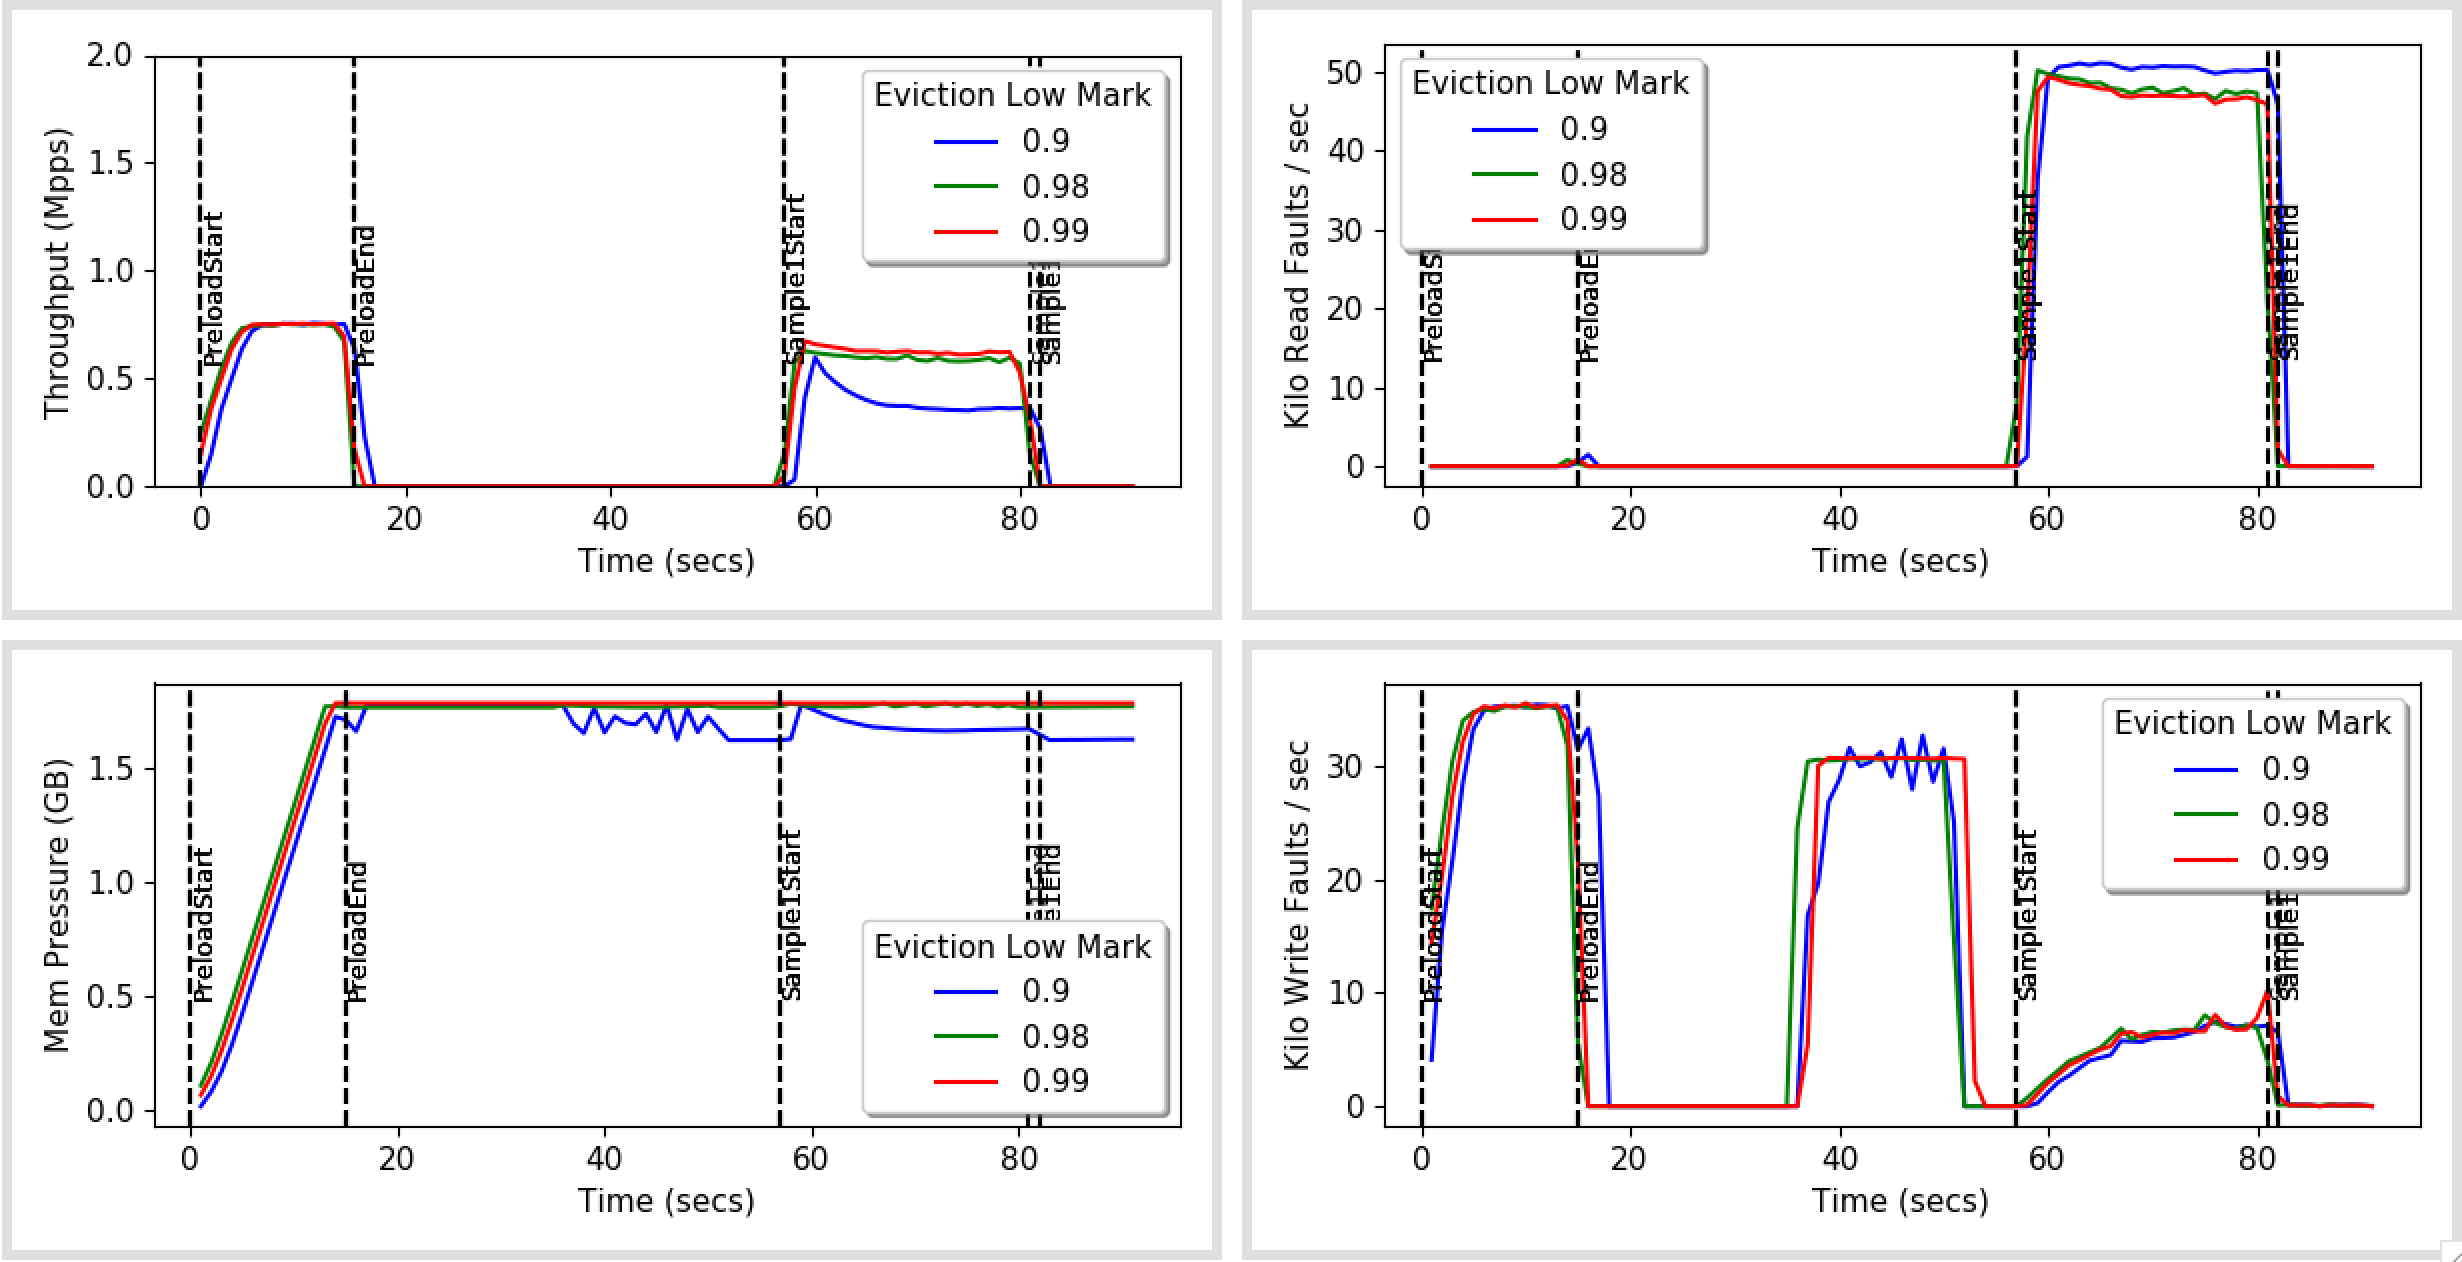 Throughput (Mpps)
2.0
1.5
1.0
0.5
0.0
PreloadStart
PreloadEnd
Sample1Start
Eviction Low Mark
0.9
0.98
0.99
0
20
40
60
80
Time (secs)
Kilo Read Faults / sec
50
40
30
20
10
0
Eviction Low Mark
0.9
0.98
0.99
Sample1Start
Sample1End
0
20
40
60
80
Time (secs)
Mem Pressure (GB)
1.5
1.0
0.5
0.0
PreloadStart
PreloadEnd
Sample1Start
Eviction Low Mark
0.9
0.98
0.99
0
20
40
60
80
Time (secs)
Kilo Write Faults / sec
30
20
10
0
PreloadStart
PreloadEnd
Sample1Start
Eviction Low Mark
0.9
0.98
0.99
0
20
40
60
80
Time (secs)